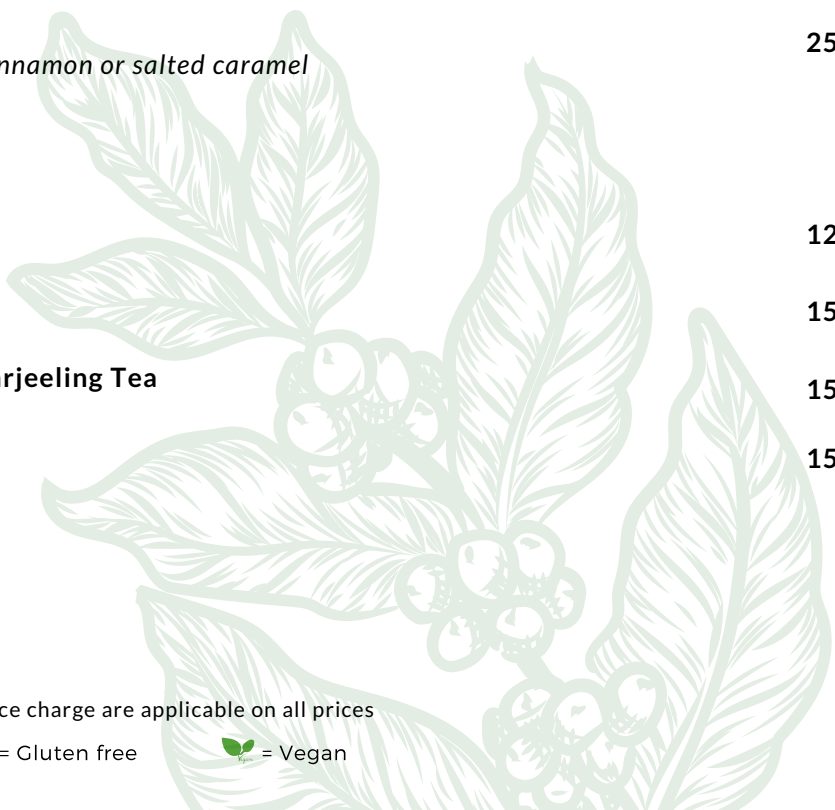 25
nnamon or salted caramel
12
15
rjeeling Tea
15
15
ce charge are applicable on all prices
= Gluten free = Vegan